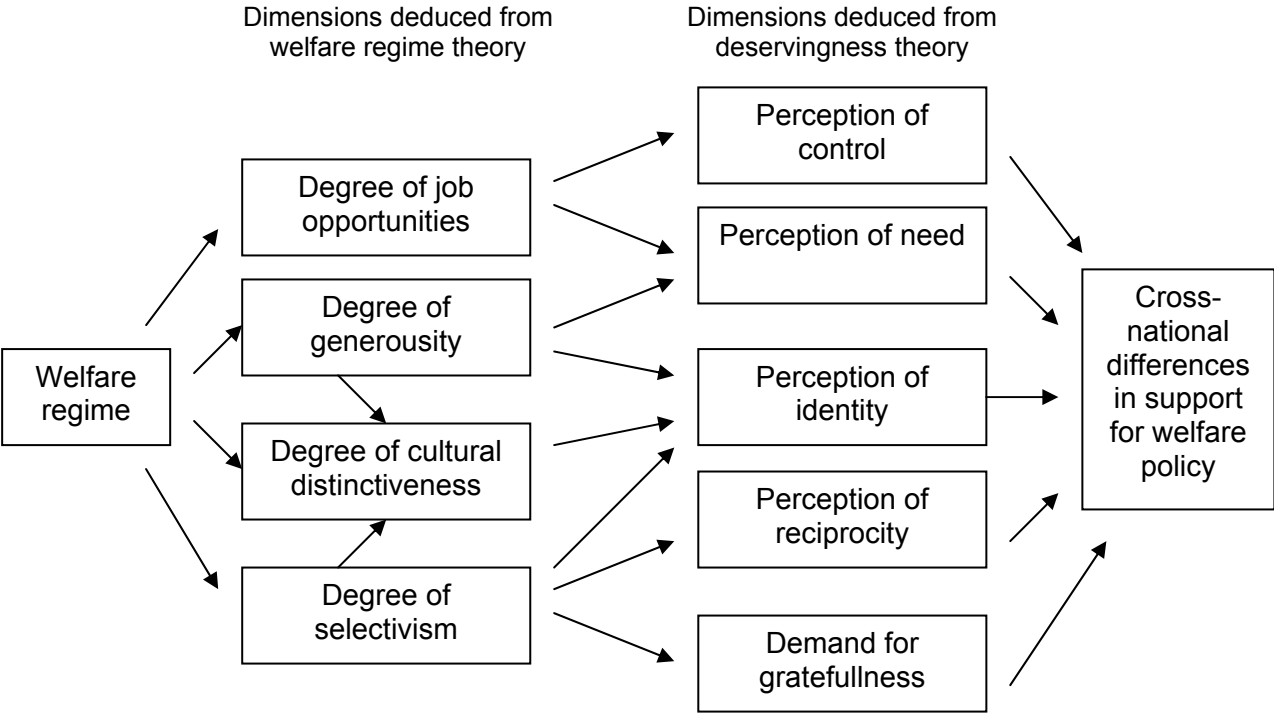 Dimensions deduced from
welfare regime theory
Dimensions deduced from
deservingness theory
Welfare
regime
Degree of job
opportunities
Degree of
generousity
Degree of cultural
distinctiveness
Degree of
selectivism
Perception of
control
Perception of need
Perception of
identity
Perception of
reciprocity
Demand for
gratefullness
Cross-
national
differences
in support
for welfare
policy